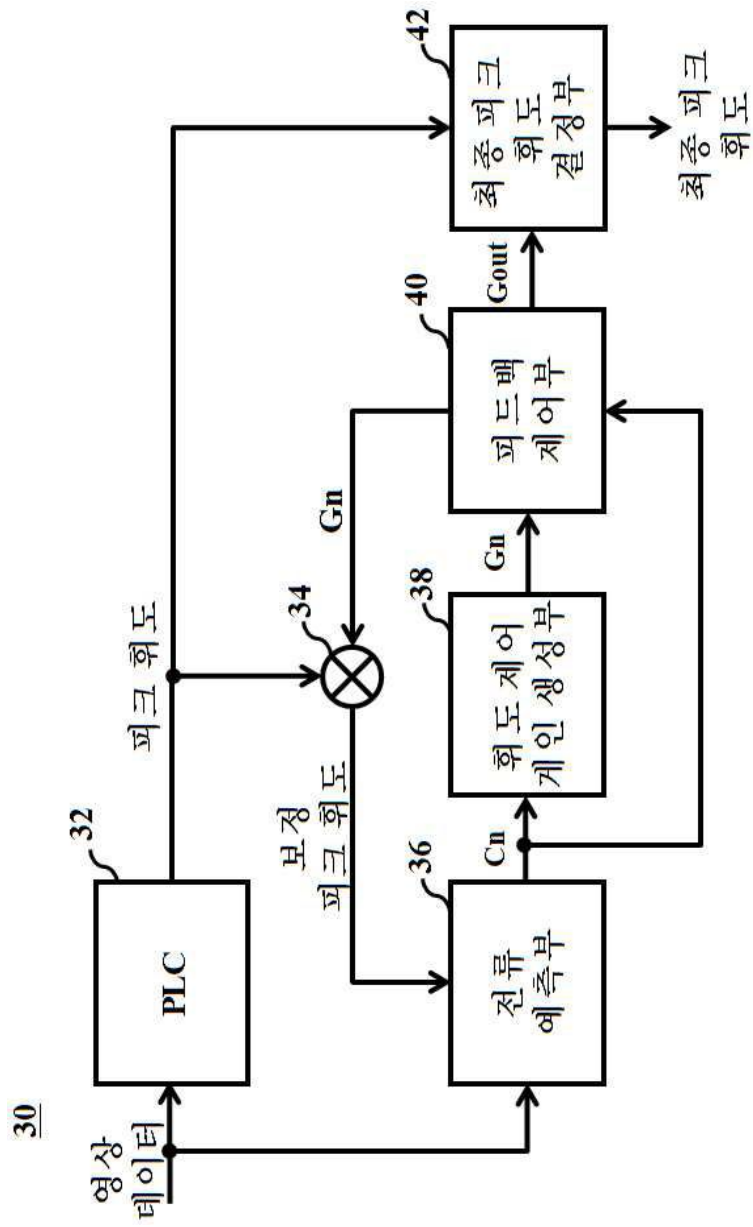 30
영상
데이터
PLC
32
피크 휘도
34
Gn
보정
피크 휘도
전류
예측부
36
Cn
휘도 제어
게인 생성부
38
Gn
피드백
제어부
40
Gout
최종 피크
휘도
결정부
42
최종 피크
휘도